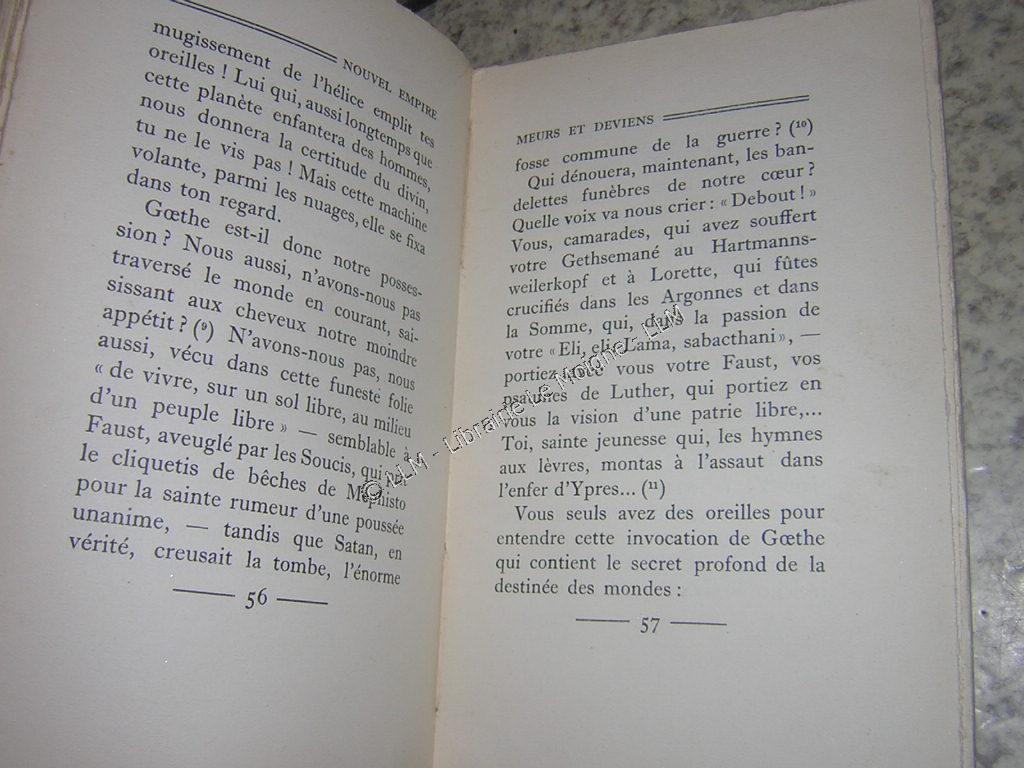 NOUVEL EMPIRE
mugissement de l'hélice emplit tes
oreilles ! Lui qui, aussi longtemps que
cette planète enfantera des hommes,
nous donnera la certitude du divin,
tu ne le vis pas ! Mais cette machine
volante, parmi les nuages, elle se fixa
dans ton regard.
Gœthe est-il donc notre posses-
sion ? Nous aussi, n'avons-nous pas
traversé le monde en courant, sai-
sissant aux cheveux notre moindre
appétit ? (9) N'avons-nous pas, nous
aussi, vécu dans cette funeste folie
« de vivre, sur un sol libre, au milieu
d'un peuple libre » — semblable à
Faust, aveuglé par les Soucis, qui
le cliquetis de bêches de Méphisto
pour la sainte rumeur d'une poussée
unanime, — tandis que Satan, en
vérité, creusait la tombe, l'énorme
— 56 —
MEURS ET DEVIENS
fosse commune de la guerre ? (10)
Qui dénouera, maintenant, les ban-
delettes funèbres de notre cœur ?
Quelle voix va nous crier : « Debout ! »
Vous, camarades, qui avez souffert
votre Gethsemané au Hartmanns-
weilerkopf et à Lorette, qui fûtes
crucifiés dans les Argonnes et dans
la Somme, qui, dans la passion de
votre « Eli, eli, Lama, sabacthani », —
portiez vous votre Faust, vos
psaumes de Luther, qui portiez en
vous la vision d'une patrie libre,...
Toi, sainte jeunesse qui, les hymnes
aux lèvres, montas à l'assaut dans
l'enfer d'Ypres... (11)
Vous seuls avez des oreilles pour
entendre cette invocation de Gœthe
qui contient le secret profond de la
destinée des mondes :
— 57 —
© LLM - Librairie Le Moigne - LLM